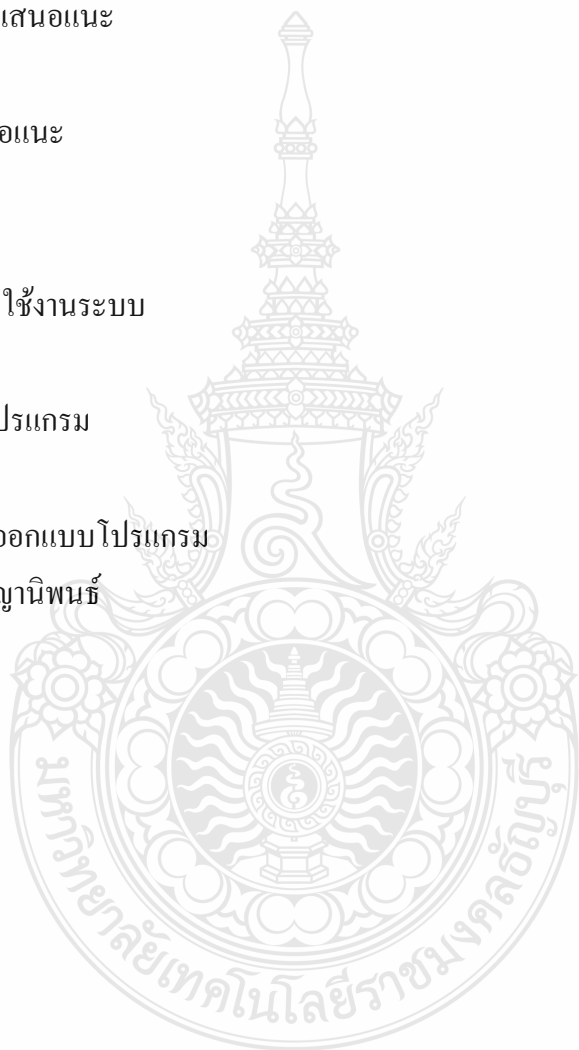 เสนอแนะ
อแนะ
ใช้งานระบบ
ปรแกรม
ออกแบบโปรแกรม
ญานิพนธ์
มหาวิทยาลัยเทคโนโลยีราชมงคลธัญบุรี